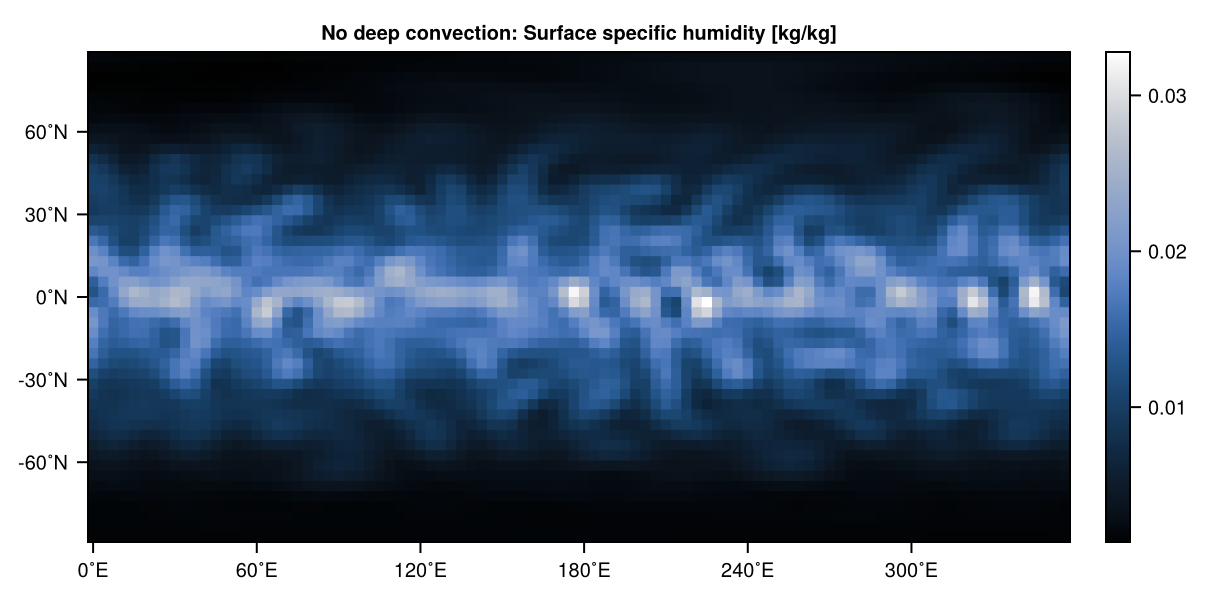 No deep convection: Surface specific humidity [kg/kg]
60˚N
30˚N
0˚N
-30˚N
-60˚N
0˚E
60˚E
120˚E
180˚E
240˚E
300˚E
0.03
0.02
0.01